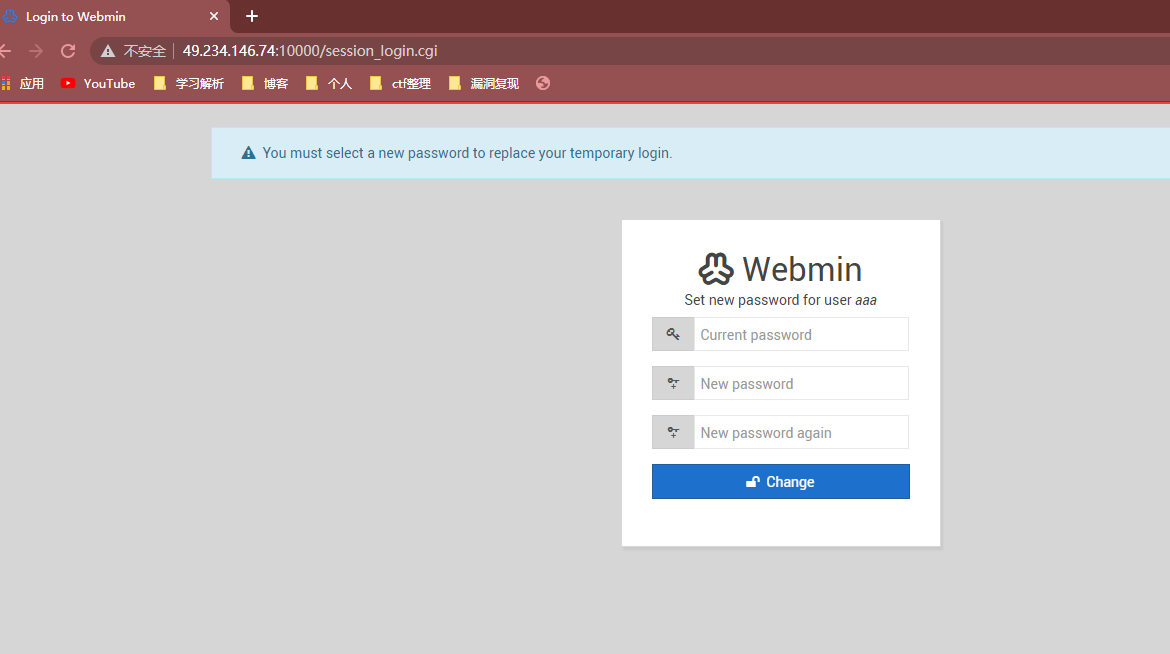 Login to Webmin
不安全 49.234.146.74:10000/session_login.cgi
应用 YouTube 学习解析 博客 个人 ctf整理 漏洞复现
You must select a new password to replace your temporary login.
Webmin
Set new password for user aaa
Current password
New password
New password again
Change